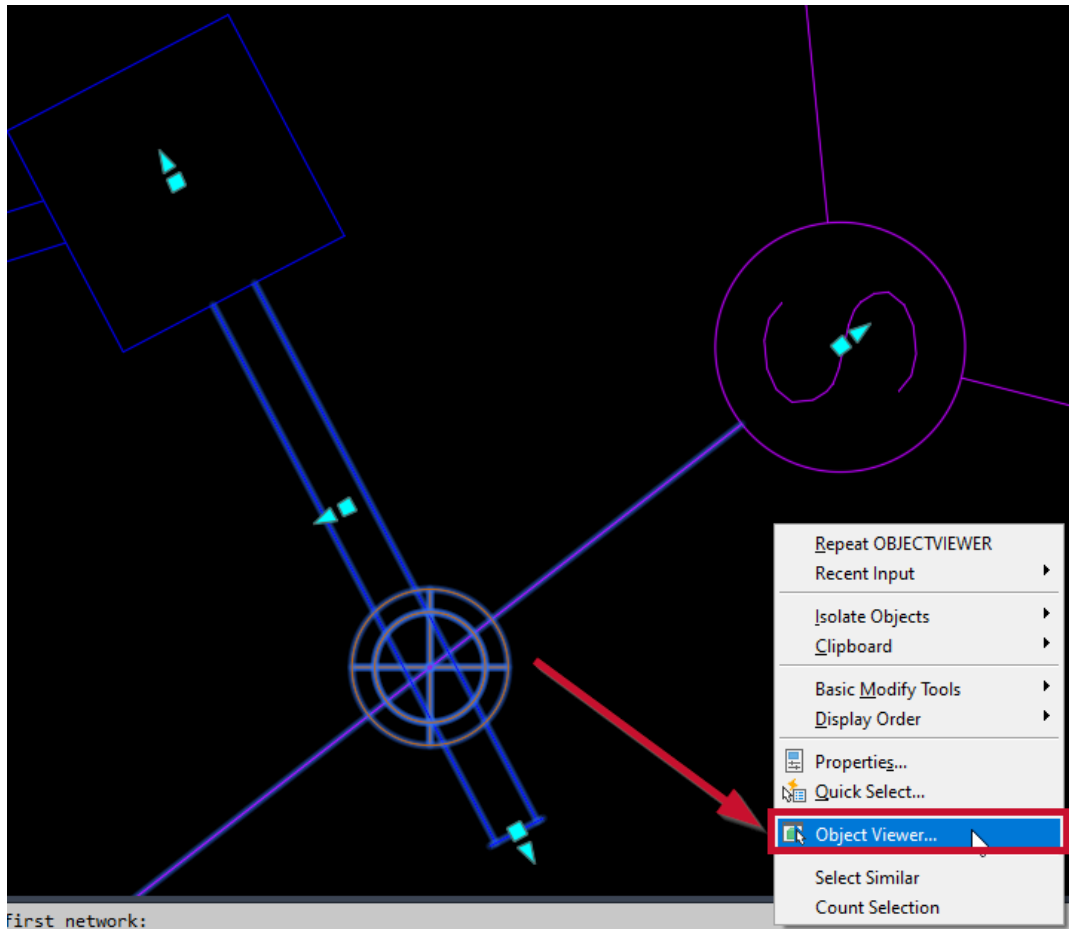 Repeat OBJECTVIEWER
Recent Input
Isolate Objects
Clipboard
Basic Modify Tools
Display Order
Properties...
Quick Select...
Object Viewer...
Select Similar
Count Selection
first network: